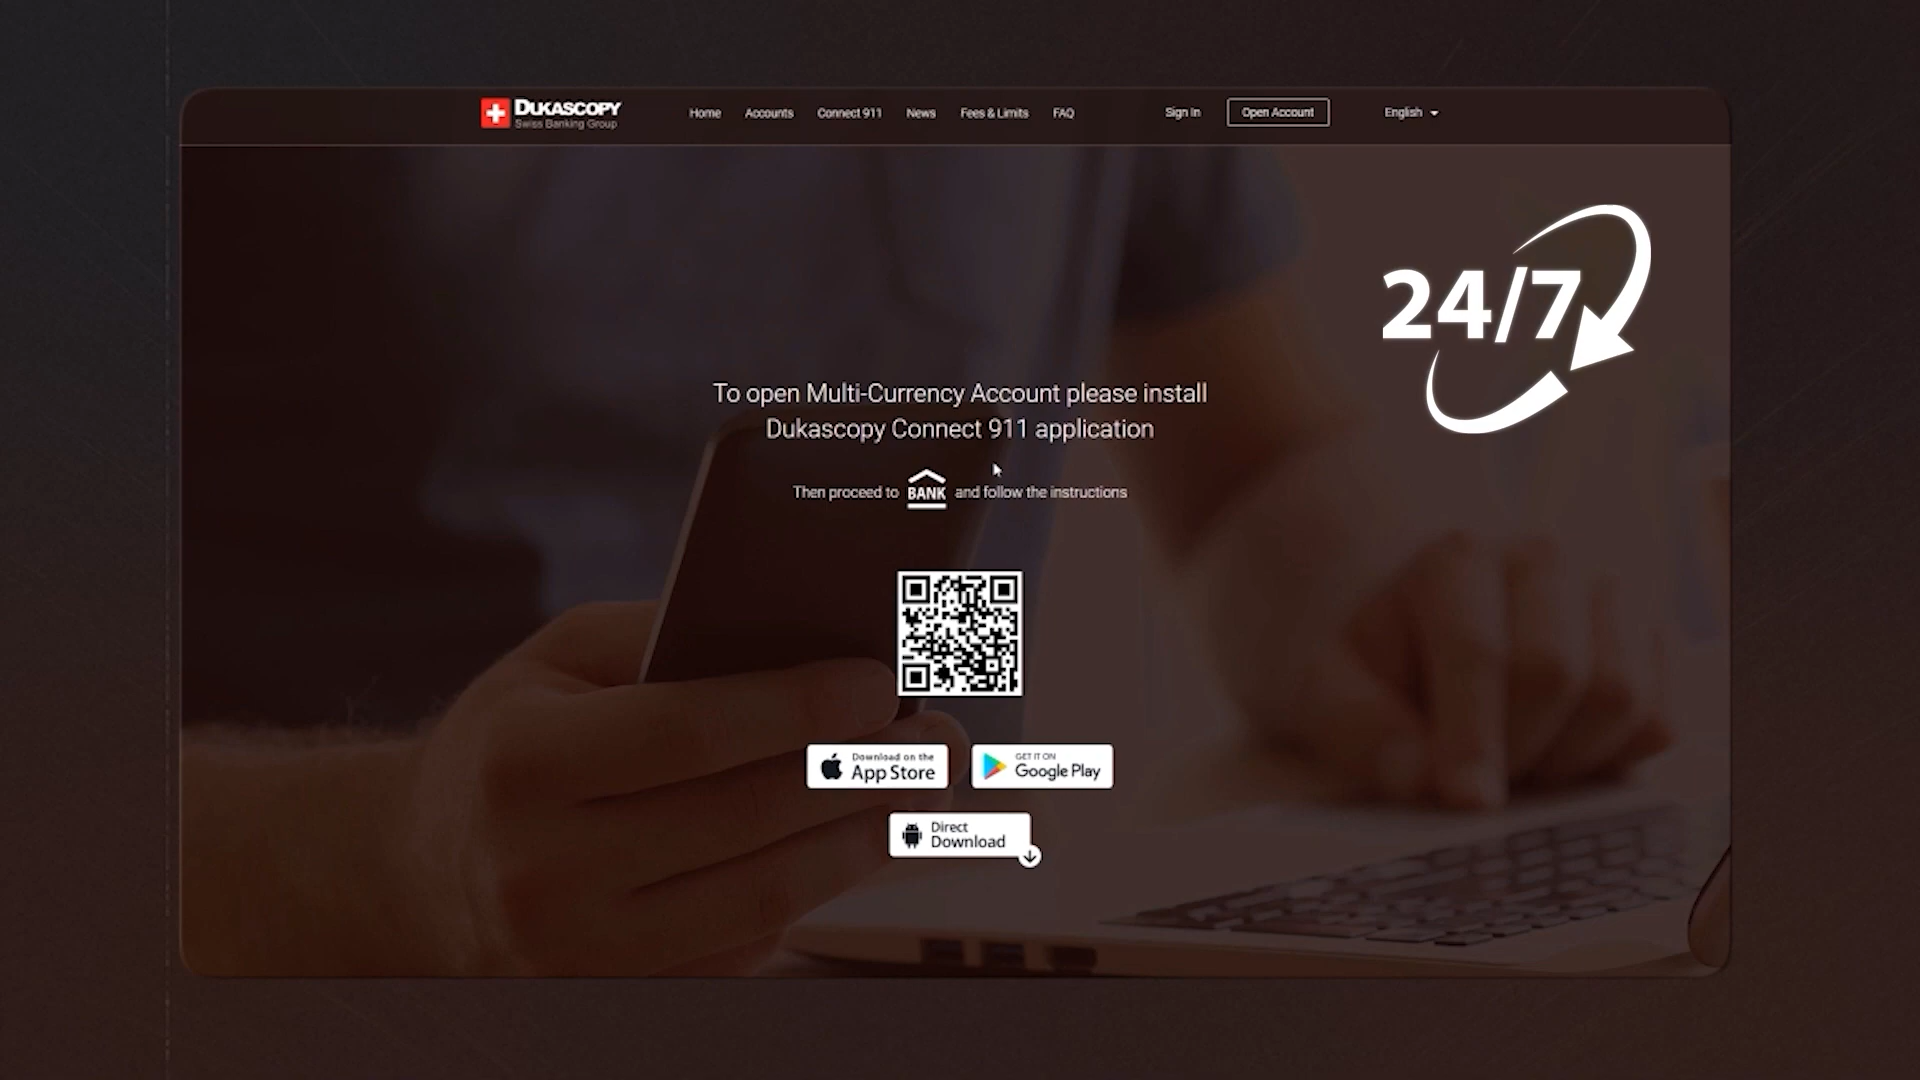 DUKASCOPY
Swiss Banking Group
Home Accounts Connect 911 News Fees & Limits FAQ Sign In Open Account English
24/7
To open Multi-Currency Account please install
Dukascopy Connect 911 application
Then proceed to BANK and follow the instructions
Download on the
App Store
GET IT ON
Google Play
Direct
Download